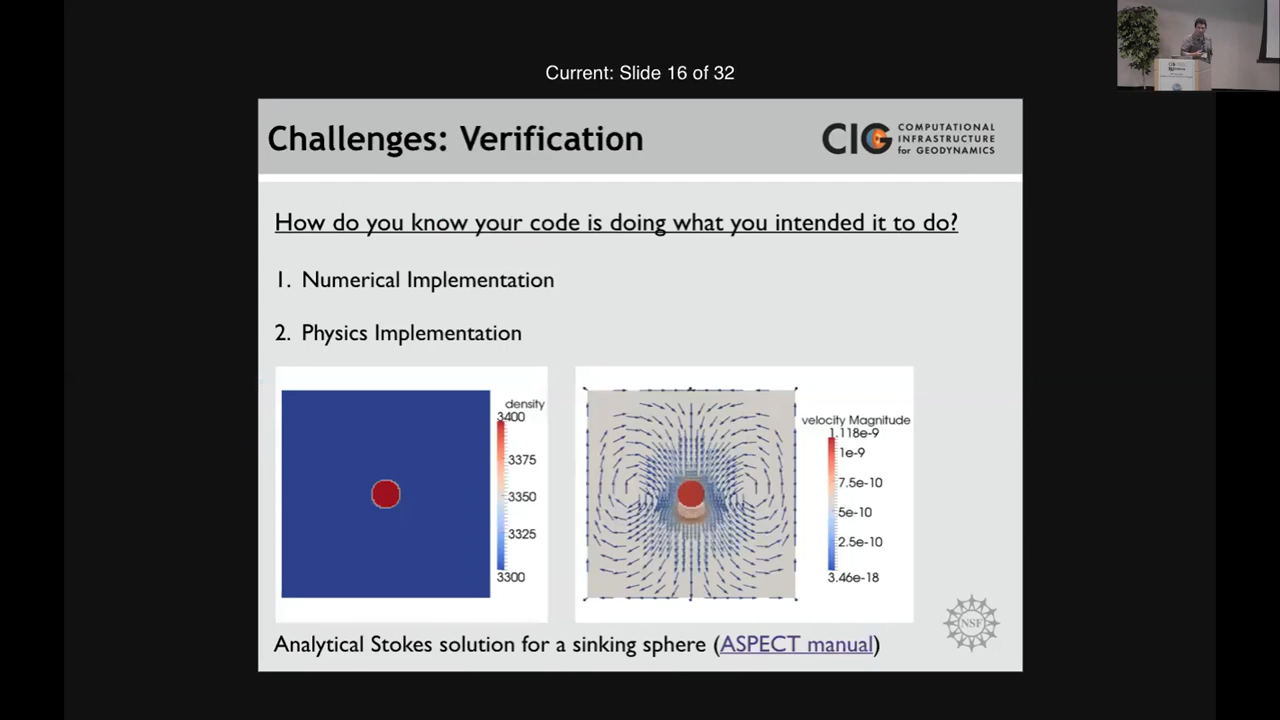 Current: Slide 16 of 32
Challenges: Verification
CIG
COMPUTATIONAL
INFRASTRUCTURE
for GEODYNAMICS
How do you know your code is doing what you intended it to do?
1. Numerical Implementation
2. Physics Implementation
density
3400
3375
3350
3325
3300
velocity Magnitude
1.118e-9
1e-9
7.5e-10
5e-10
2.5e-10
3.46e-18
NSF
Analytical Stokes solution for a sinking sphere (ASPECT manual)